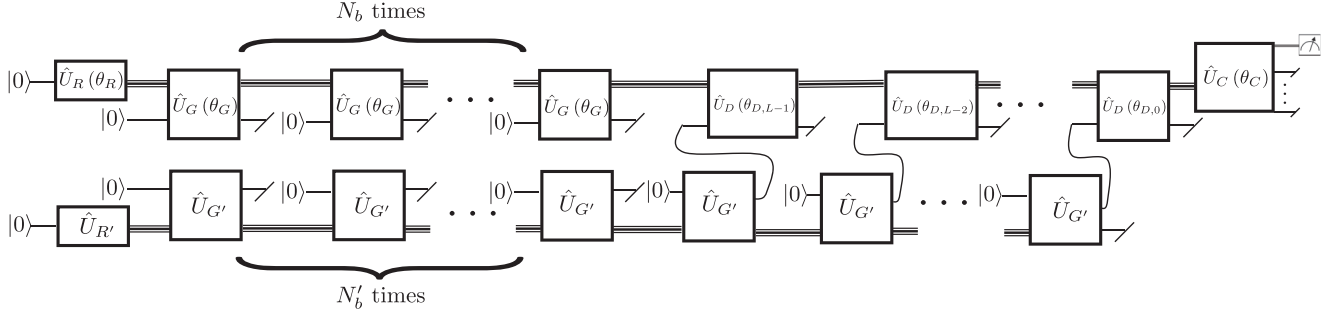 N_b times
|0⟩ Û_R (θ_R) Û_G (θ_G) Û_G (θ_G) · · · Û_G (θ_G) Û_D (θ_{D,L−1}) Û_D (θ_{D,L−2}) · · · Û_D (θ_{D,0}) Û_C (θ_C)
|0⟩ |0⟩ |0⟩
|0⟩ |0⟩ |0⟩ |0⟩ |0⟩ |0⟩
|0⟩ Û_{R′} Û_{G′} Û_{G′} · · · Û_{G′} Û_{G′} Û_{G′} · · · Û_{G′}
N′_b times